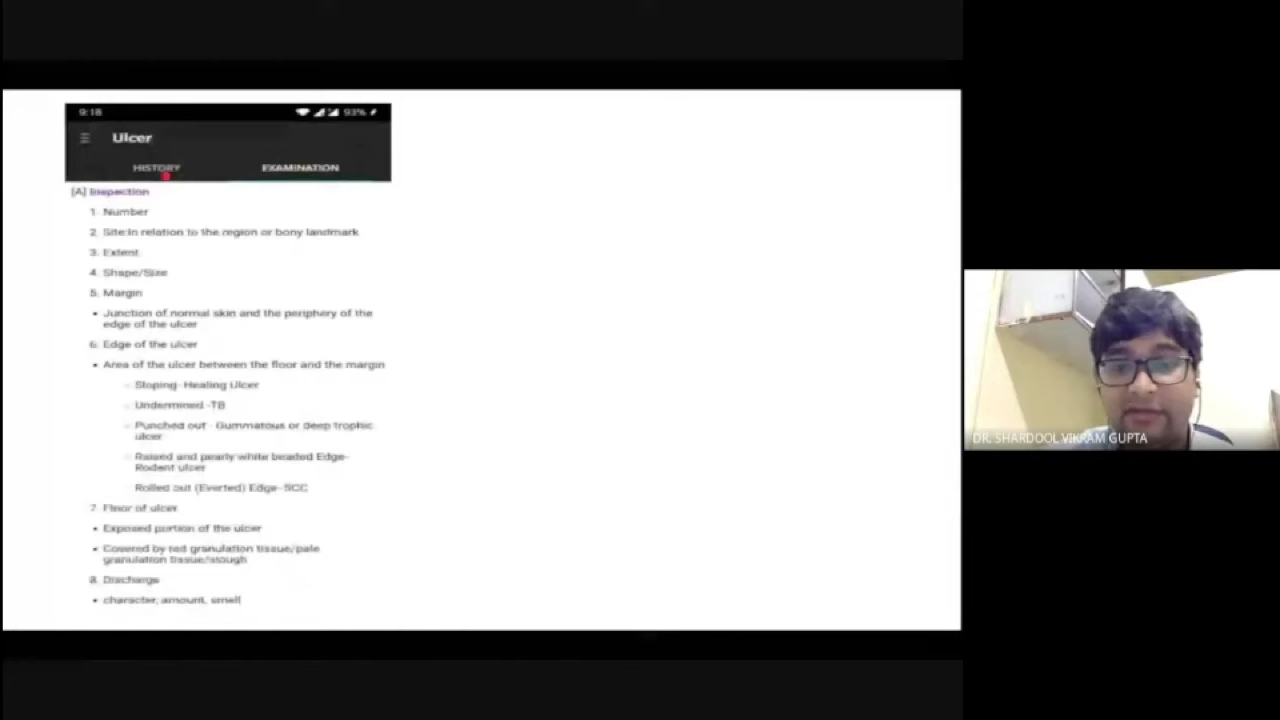 9:18
93%
Ulcer
HISTORY
EXAMINATION
[A] Inspection
1. Number
2. Site:In relation to the region or bony landmark
3. Extent
4. Shape/Size
5. Margin
• Junction of normal skin and the periphery of the
edge of the ulcer
6. Edge of the ulcer
• Area of the ulcer between the floor and the margin
○ Sloping- Healing Ulcer
○ Undermined -TB
○ Punched out - Gummatous or deep trophic
ulcer
○ Raised and pearly white beaded Edge-
Rodent ulcer
Rolled out (Everted) Edge- SCC
7. Floor of ulcer
• Exposed portion of the ulcer
• Covered by red granulation tissue/pale
granulation tissue/slough
8. Discharge
• character, amount, smell
DR. SHARDOOL VIKRAM GUPTA